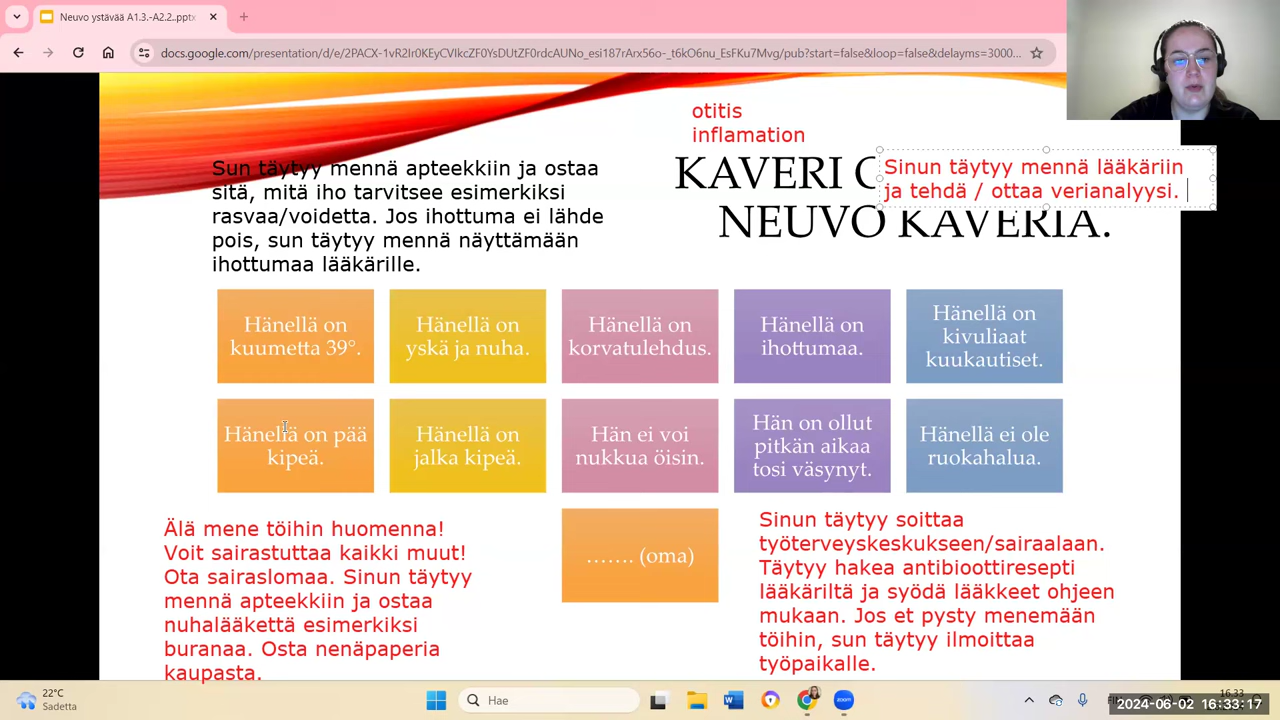 Neuvo ystävää A1.3.-A2.2..pptx
docs.google.com/presentation/d/e/2PACX-1vR2Ir0KEyCVIkcZF0YsDUtZF0rdcAUNo_esi187rArx56o-_t6kO6nu_EsFKu7Mvg/pub?start=false&loop=false&delayms=3000...
otitis
inflamation
Sun täytyy mennä apteekkiin ja ostaa
sitä, mitä iho tarvitsee esimerkiksi
rasvaa/voidetta. Jos ihottuma ei lähde
pois, sun täytyy mennä näyttämään
ihottumaa lääkärille.
KAVERI
NEUVO KAVERIA.
Sinun täytyy mennä lääkäriin
ja tehdä / ottaa verianalyysi.
Hänellä on
kuumetta 39°.
Hänellä on
yskä ja nuha.
Hänellä on
korvatulehdus.
Hänellä on
ihottumaa.
Hänellä on
kivuliaat
kuukautiset.
Hänellä on pää
kipeä.
Hänellä on
jalka kipeä.
Hän ei voi
nukkua öisin.
Hän on ollut
pitkän aikaa
tosi väsynyt.
Hänellä ei ole
ruokahalua.
....... (oma)
Älä mene töihin huomenna!
Voit sairastuttaa kaikki muut!
Ota sairaslomaa. Sinun täytyy
mennä apteekkiin ja ostaa
nuhalääkettä esimerkiksi
buranaa. Osta nenäpaperia
kaupasta.
Sinun täytyy soittaa
työterveyskeskukseen/sairaalaan.
Täytyy hakea antibioottiresepti
lääkäriltä ja syödä lääkkeet ohjeen
mukaan. Jos et pysty menemään
töihin, sun täytyy ilmoittaa
työpaikalle.
22°C
Sadetta
Hae
16.33
2024-06-02 16:33:17